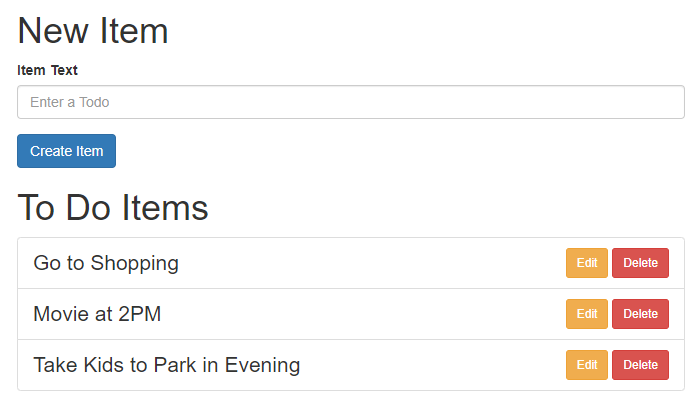 New Item
Item Text
Enter a Todo
Create Item
To Do Items
Go to Shopping Edit Delete
Movie at 2PM Edit Delete
Take Kids to Park in Evening Edit Delete